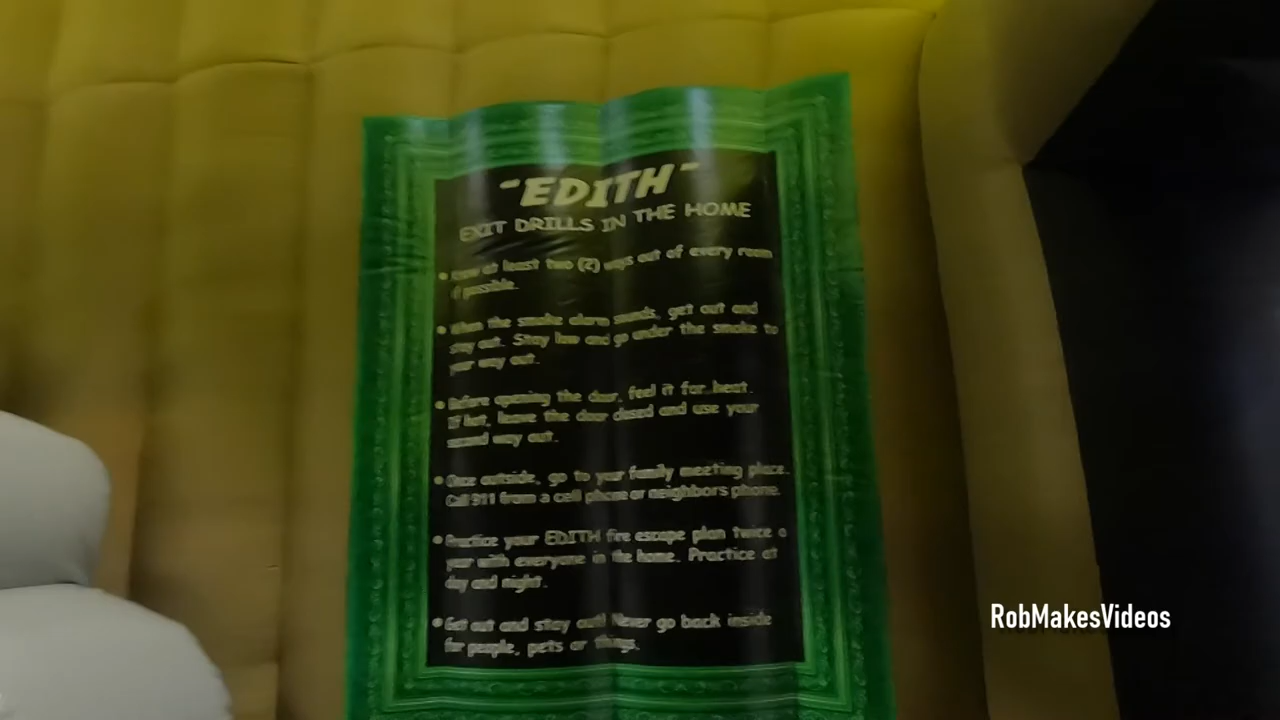 "EDITH"
EXIT DRILLS IN THE HOME
• Know at least two (2) ways out of every room
if possible.
• When the smoke alarm sounds, get out and
stay out. Stay low and go under the smoke to
your way out.
• Before opening the door, feel it for heat.
If hot, leave the door closed and use your
second way out.
• Once outside, go to your family meeting place.
Call 911 from a cell phone or neighbors phone.
• Practice your EDITH fire escape plan twice a
year with everyone in the home. Practice at
day and night.
• Get out and stay out! Never go back inside
for people, pets or things.
RobMakesVideos